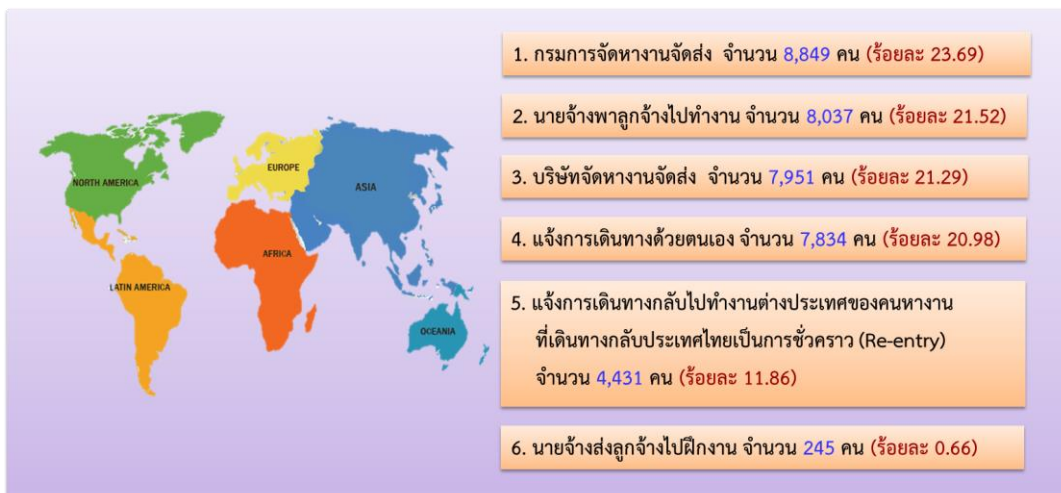 1. กรมการจัดหางานจัดส่ง จำนวน 8,849 คน (ร้อยละ 23.69)
2. นายจ้างพาลูกจ้างไปทำงาน จำนวน 8,037 คน (ร้อยละ 21.52)
3. บริษัทจัดหางานจัดส่ง จำนวน 7,951 คน (ร้อยละ 21.29)
4. แจ้งการเดินทางด้วยตนเอง จำนวน 7,834 คน (ร้อยละ 20.98)
5. แจ้งการเดินทางกลับไปทำงานต่างประเทศของคนหางาน
ที่เดินทางกลับประเทศไทยเป็นการชั่วคราว (Re-entry)
จำนวน 4,431 คน (ร้อยละ 11.86)
6. นายจ้างส่งลูกจ้างไปฝึกงาน จำนวน 245 คน (ร้อยละ 0.66)
NORTH AMERICA
EUROPE
ASIA
AFRICA
LATIN AMERICA
OCEANIA